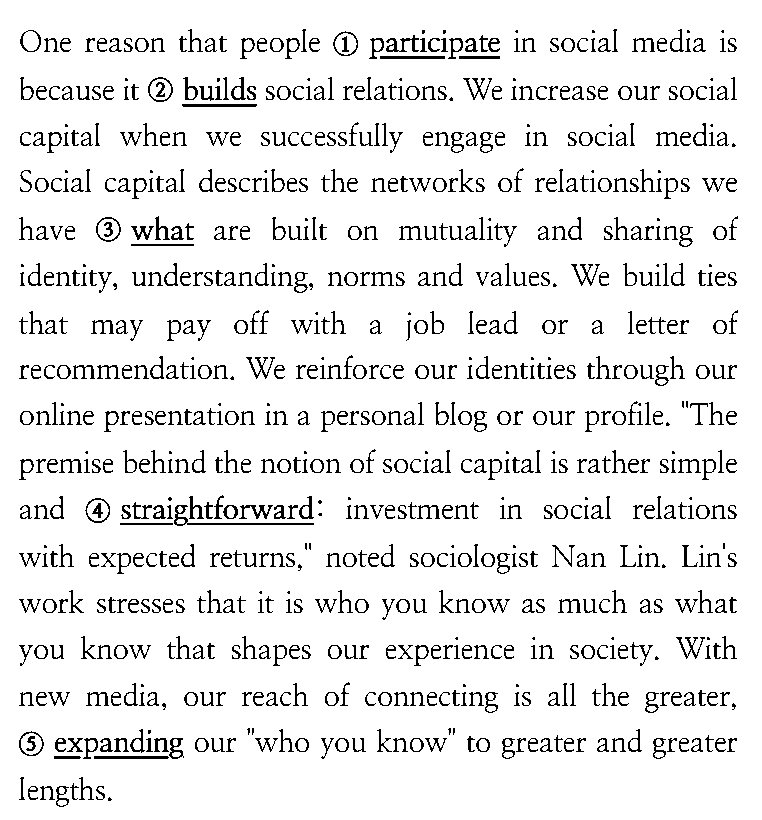 One reason that people ① participate in social media is
because it ② builds social relations. We increase our social
capital when we successfully engage in social media.
Social capital describes the networks of relationships we
have ③ what are built on mutuality and sharing of
identity, understanding, norms and values. We build ties
that may pay off with a job lead or a letter of
recommendation. We reinforce our identities through our
online presentation in a personal blog or our profile. "The
premise behind the notion of social capital is rather simple
and ④ straightforward: investment in social relations
with expected returns," noted sociologist Nan Lin. Lin's
work stresses that it is who you know as much as what
you know that shapes our experience in society. With
new media, our reach of connecting is all the greater,
⑤ expanding our "who you know" to greater and greater
lengths.